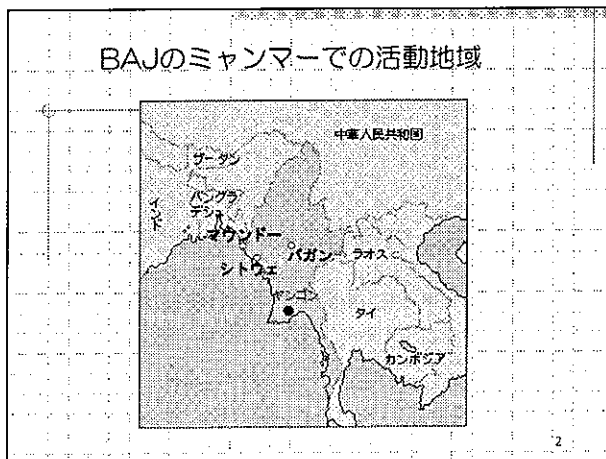 BAJのミャンマーでの活動地域
中華人民共和国
ブータン
バングラ
デシュ
インド
マウンドー
バガン
ラオス
シトウェ
ヤンゴン
タイ
カンボジア
2